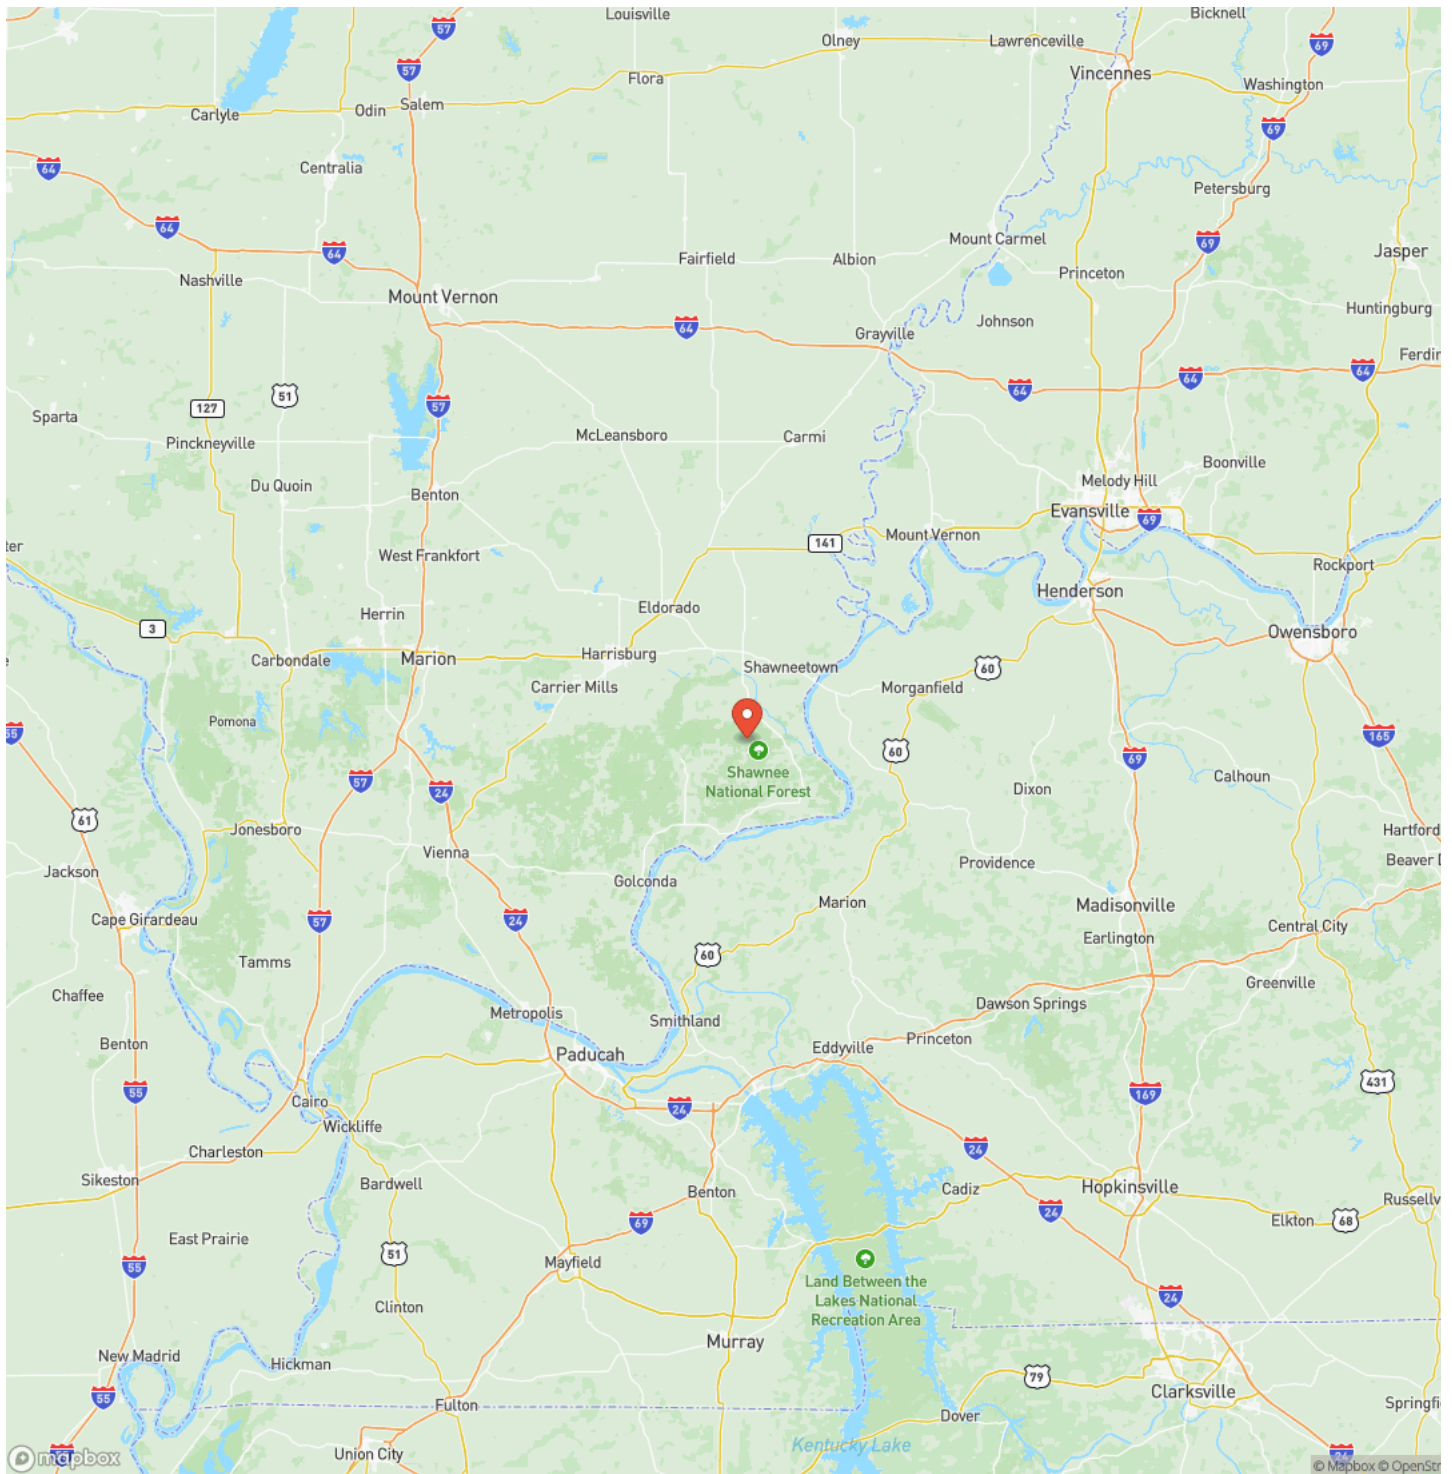 Louisville
Bicknell
57
Olney
Lawrenceville
69
57
Flora
Vincennes
Washington
Carlyle
Odin
Salem
69
Centralia
64
Petersburg
64
64
Mount Carmel
69
Jasper
Nashville
Fairfield
Albion
Princeton
Mount Vernon
Huntingburg
64
Grayville
Johnson
Ferdin
64
64
64
51
127
57
Sparta
Pinckneyville
McLeansboro
Carmi
Boonville
Du Quoin
Benton
Melody Hill
Evansville
69
ter
West Frankfort
141
Mount Vernon
Rockport
Henderson
Herrin
Eldorado
3
Owensboro
Carbondale
Marion
Harrisburg
Shawneetown
60
Carrier Mills
Morganfield
Pomona
55
60
165
69
Shawnee
National Forest
57
24
Dixon
Calhoun
61
Jonesboro
Hartford
Vienna
Providence
Beaver D
Jackson
Golconda
Marion
Madisonville
Cape Girardeau
57
24
Central City
Earlington
60
Tamms
Greenville
Chaffee
Dawson Springs
Metropolis
Smithland
Benton
Paducah
Eddyville
Princeton
55
431
169
Cairo
24
Wickliffe
Charleston
24
Sikeston
Bardwell
Benton
Cadiz
Hopkinsville
Russellv
24
69
Elkton
68
East Prairie
51
55
Mayfield
Land Between the
Lakes National
Recreation Area
24
Clinton
Murray
New Madrid
Hickman
79
55
Clarksville
Fulton
Dover
Springfi
Kentucky Lake
Union City
24
mapbox
© Mapbox © OpenStr